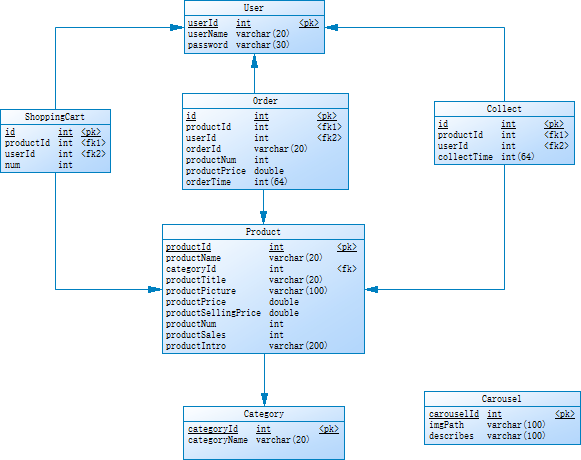 User
userId int <pk>
userName varchar(20)
password varchar(30)
ShoppingCart
id int <pk>
productId int <fk1>
userId int <fk2>
num int
Order
id int <pk>
productId int <fk1>
userId int <fk2>
orderId varchar(20)
productNum int
productPrice double
orderTime int(64)
Collect
id int <pk>
productId int <fk1>
userId int <fk2>
collectTime int(64)
Product
productId int <pk>
productName varchar(20)
categoryId int <fk>
productTitle varchar(20)
productPicture varchar(100)
productPrice double
productSellingPrice double
productNum int
productSales int
productIntro varchar(200)
Category
categoryId int <pk>
categoryName varchar(20)
Carousel
carouselId int <pk>
imgPath varchar(100)
describes varchar(100)